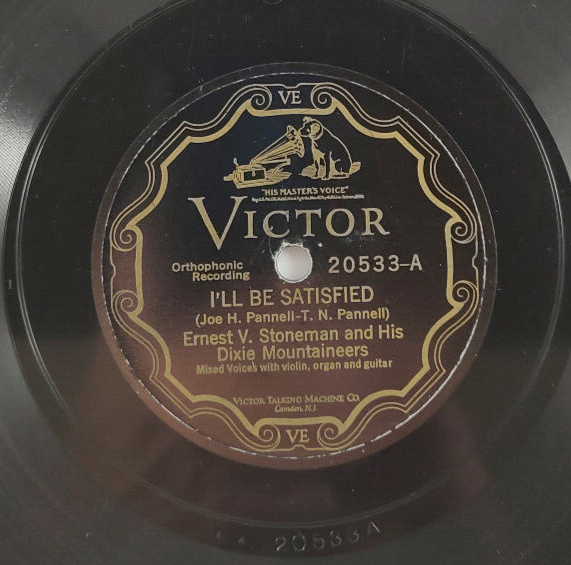 VE
"HIS MASTER'S VOICE"
VICTOR
Orthophonic
Recording
20533-A
I'LL BE SATISFIED
(Joe H. Pannell-T. N. Pannell)
Ernest V. Stoneman and His
Dixie Mountaineers
Mixed Voices with violin, organ and guitar
VICTOR TALKING MACHINE CO.
Camden, N.J.
VE
20533A